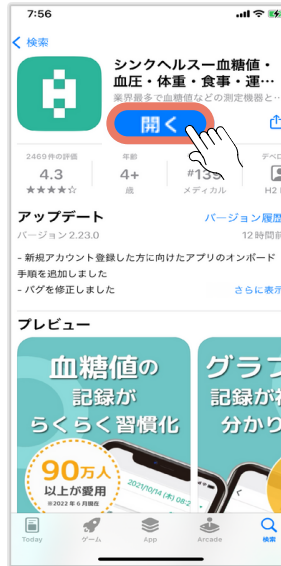 7:56
検索
シンクヘルスー血糖値・
血圧・体重・食事・運…
業界最多で血糖値などの測定機器と…
開く
2469件の評価
年齢
4.3
4+
歳
メディカル
アップデート
バージョン履歴
バージョン2.23.0
12時間前
- 新規アカウント登録した方に向けたアプリのオンボード
手順を追加しました
- バグを修正しました
さらに表示
プレビュー
血糖値の
記録が
らくらく習慣化
90万人
以上が愛用
※2022年6月現在
2021/10/14 (木) 08:2
グラフ
記録が
分かり
Today
ゲーム
App
Arcade
検索